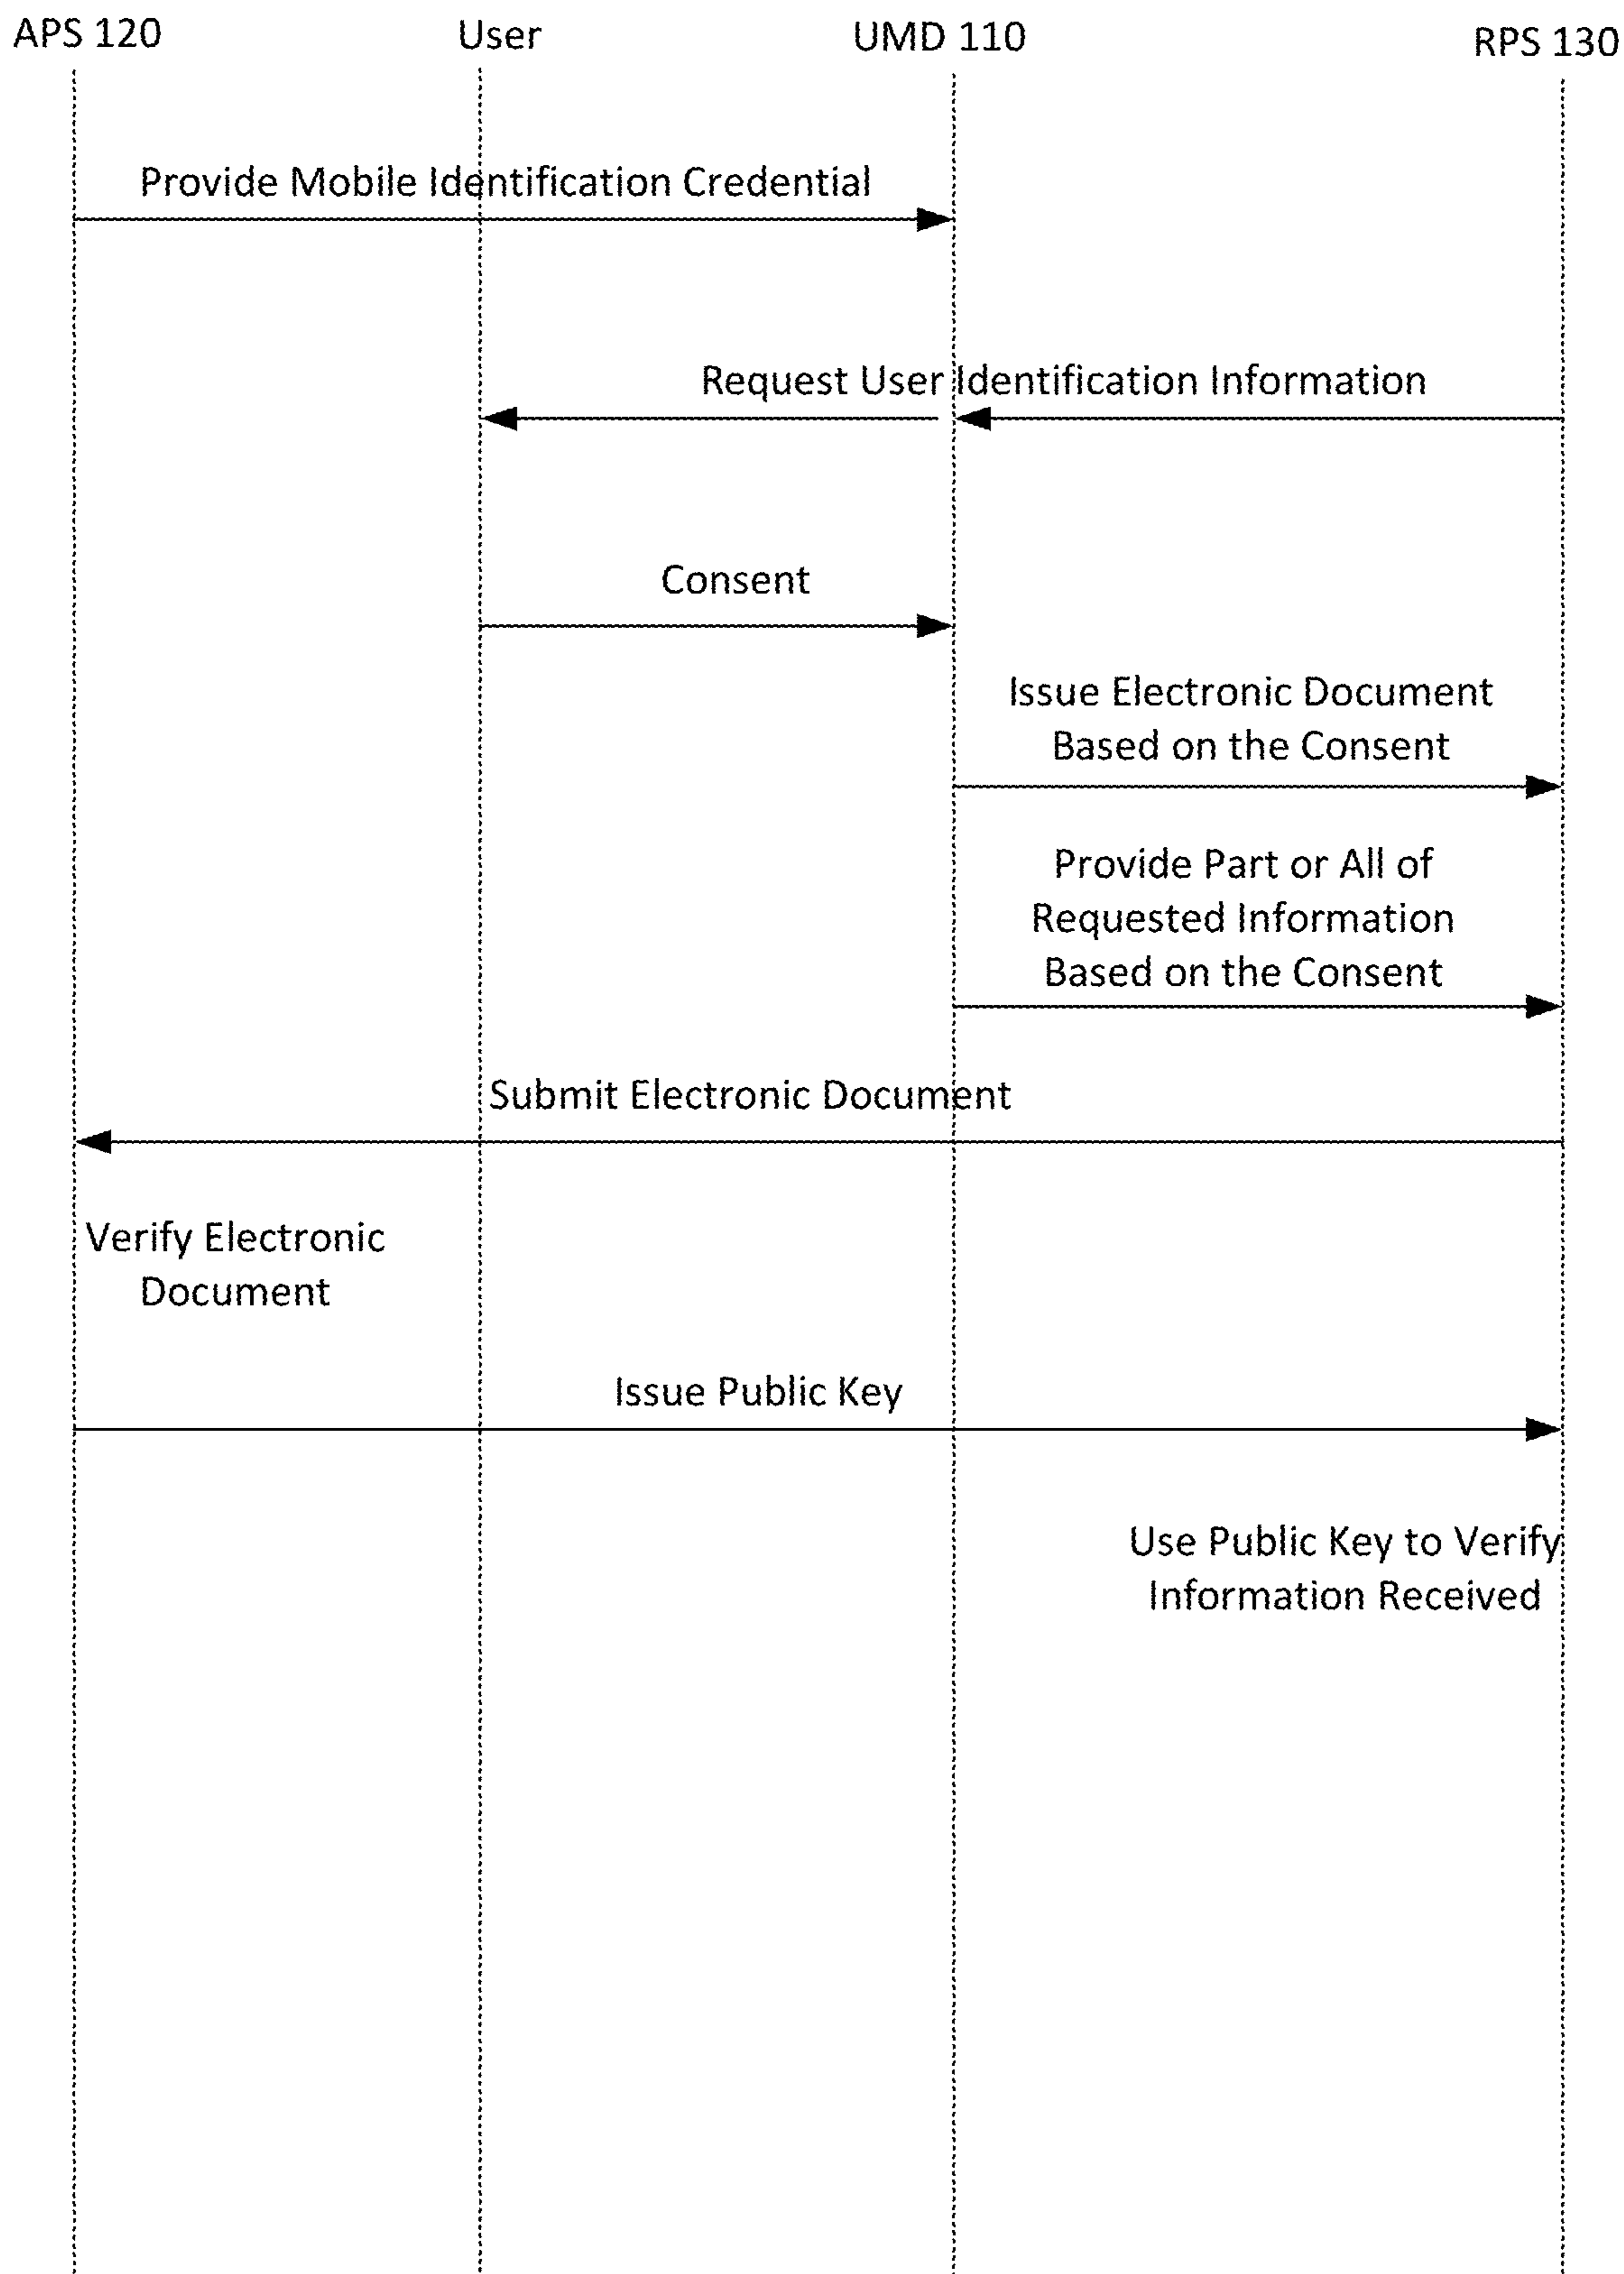 APS 120
User
UMD 110
RPS 130
Provide Mobile Identification Credential
Request User Identification Information
Consent
Issue Electronic Document
Based on the Consent
Provide Part or All of
Requested Information
Based on the Consent
Submit Electronic Document
Verify Electronic
Document
Issue Public Key
Use Public Key to Verify
Information Received